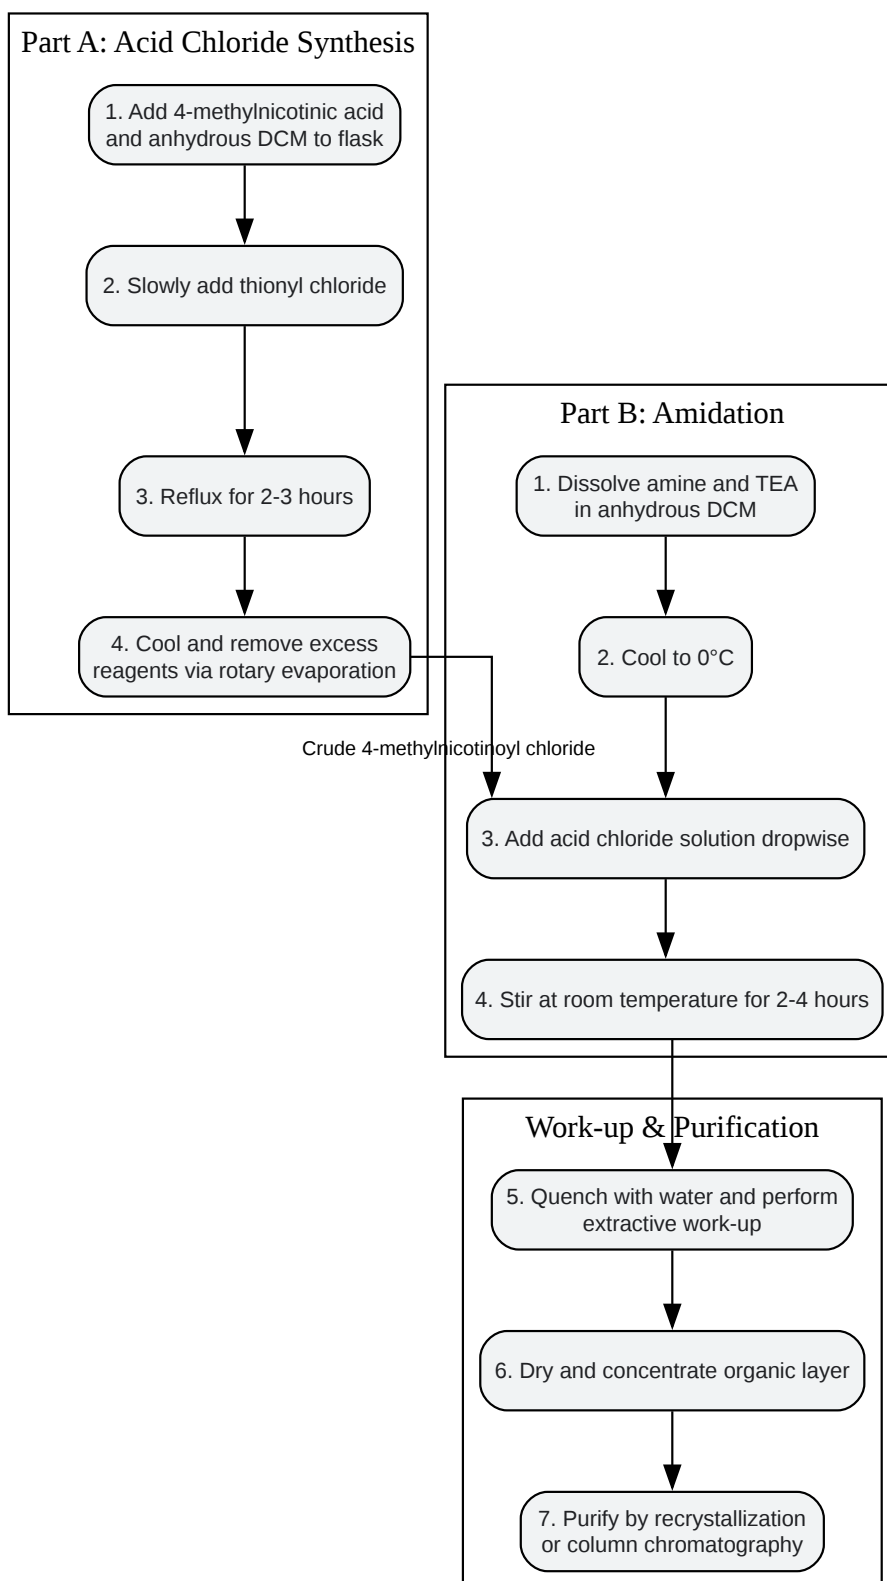 Part A: Acid Chloride Synthesis
1. Add 4-methylnicotinic acid
and anhydrous DCM to flask
2. Slowly add thionyl chloride
3. Reflux for 2-3 hours
4. Cool and remove excess
reagents via rotary evaporation
Crude 4-methylnicotinoyl chloride
Part B: Amidation
1. Dissolve amine and TEA
in anhydrous DCM
2. Cool to 0°C
3. Add acid chloride solution dropwise
4. Stir at room temperature for 2-4 hours
Work-up & Purification
5. Quench with water and perform
extractive work-up
6. Dry and concentrate organic layer
7. Purify by recrystallization
or column chromatography